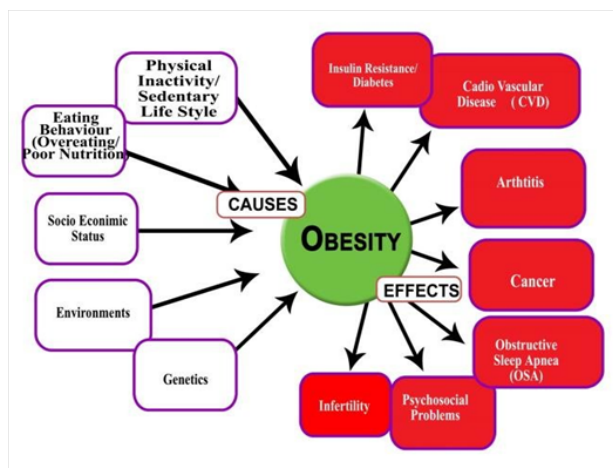 Physical
Inactivity/
Sedentary
Life Style
Eating
Behaviour
(Overeating/
Poor Nutrition)
Socio Econimic
Status
Environments
Genetics
CAUSES
OBESITY
EFFECTS
Insulin Resistance/
Diabetes
Cadio Vascular
Disease ( CVD)
Arthtitis
Cancer
Obstructive
Sleep Apnea
(OSA)
Psychosocial
Problems
Infertility